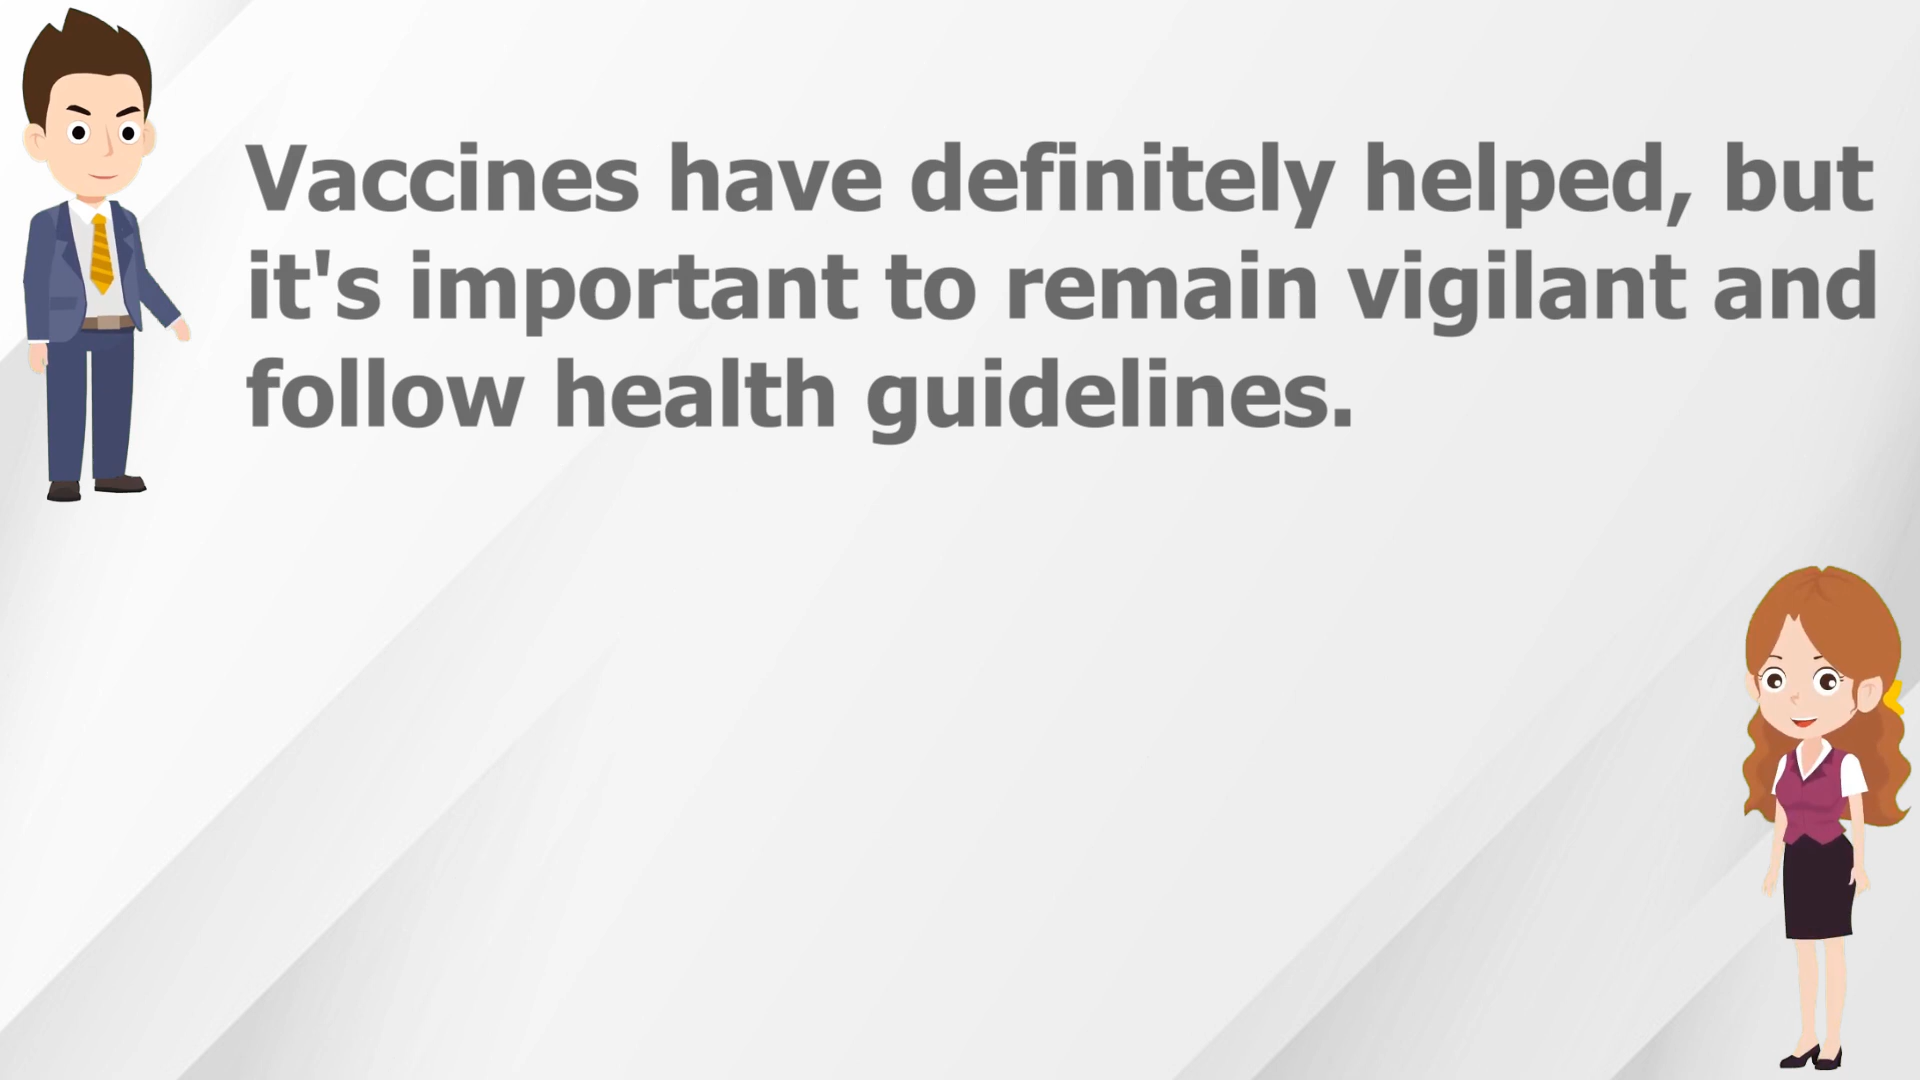 Vaccines have definitely helped, but
it's important to remain vigilant and
follow health guidelines.